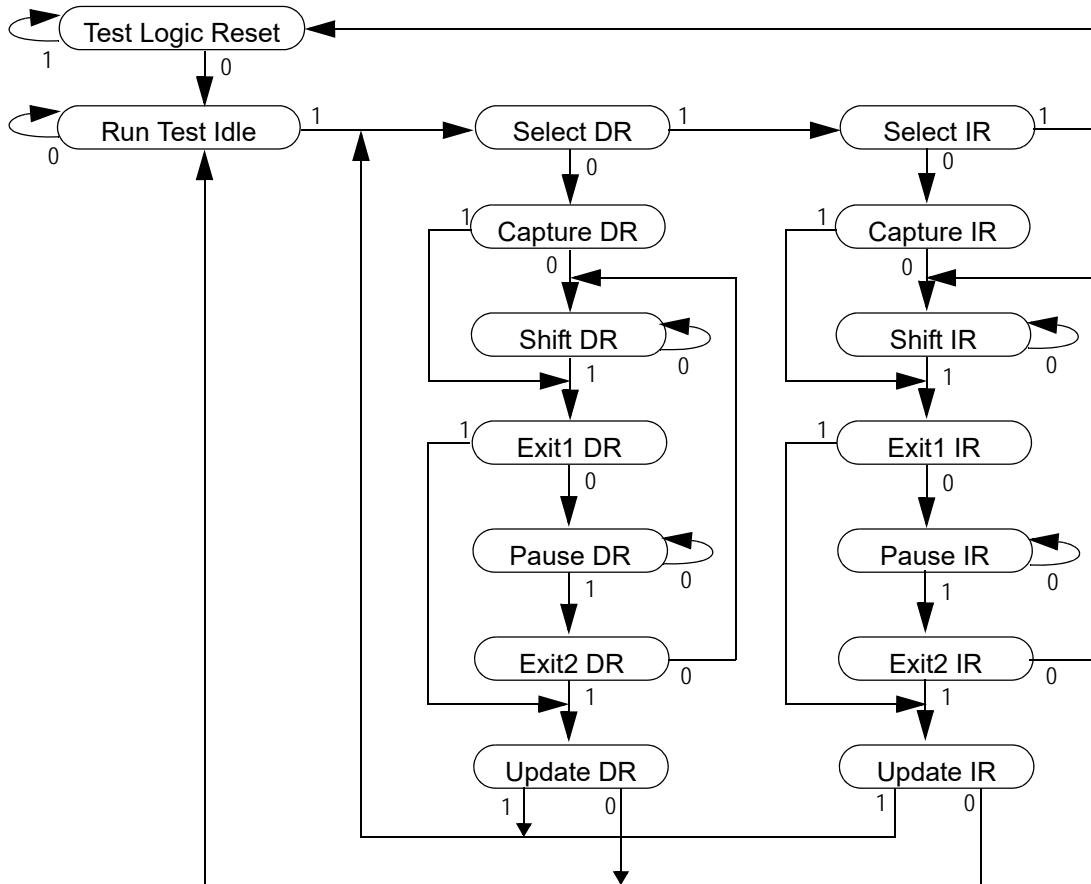 Test Logic Reset
1
0
Run Test Idle
1
0
Select DR
1
0
Select IR
1
0
Capture DR
1
0
Capture IR
1
0
Shift DR
0
1
Shift IR
0
1
Exit1 DR
1
0
Exit1 IR
1
0
Pause DR
0
1
Pause IR
0
1
Exit2 DR
0
1
Exit2 IR
0
1
Update DR
1
0
Update IR
1
0